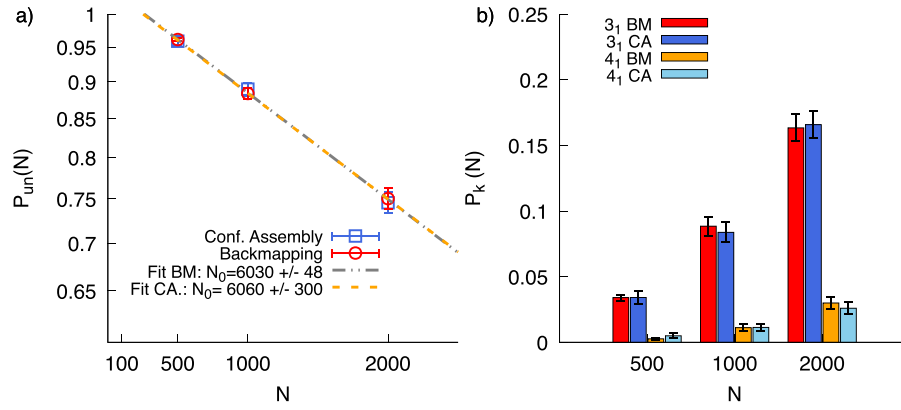 a)
1
0.95
0.9
0.85
0.8
0.75
0.7
0.65
P_un(N)
Conf. Assembly
Backmapping
Fit BM: N_0=6030 +/- 48
Fit CA.: N_0= 6060 +/- 300
100 500 1000 2000
N
b)
0.25
0.2
0.15
0.1
0.05
0
P_k(N)
3_1 BM
3_1 CA
4_1 BM
4_1 CA
500 1000 2000
N